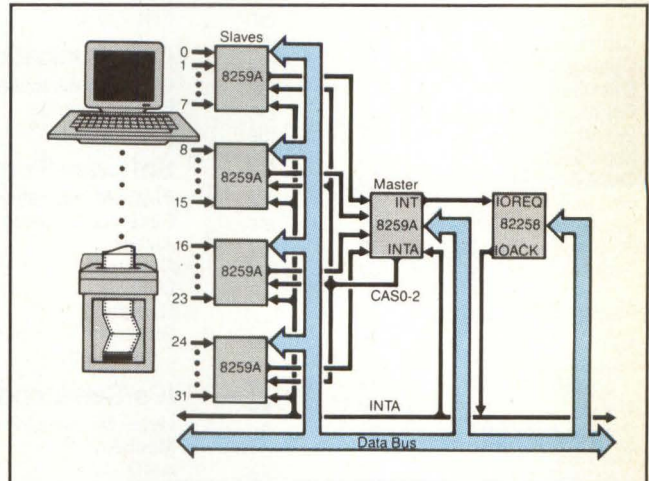 Slaves
0
1
7
8259A
8
15
8259A
16
23
8259A
24
31
8259A
Master
INT
8259A
INTA
CAS0-2
IOREQ
82258
IOACK
INTA
Data Bus